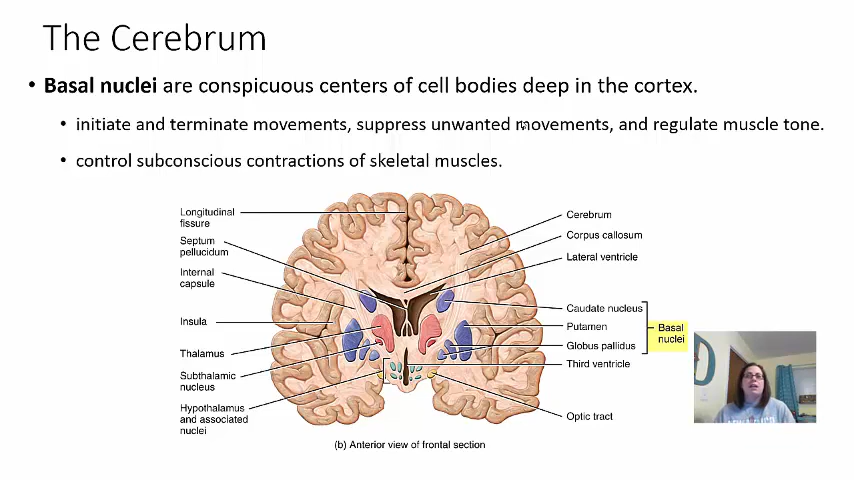 The Cerebrum
• Basal nuclei are conspicuous centers of cell bodies deep in the cortex.
• initiate and terminate movements, suppress unwanted movements, and regulate muscle tone.
• control subconscious contractions of skeletal muscles.
Longitudinal
fissure
Septum
pellucidum
Internal
capsule
Insula
Thalamus
Subthalamic
nucleus
Hypothalamus
and associated
nuclei
Cerebrum
Corpus callosum
Lateral ventricle
Caudate nucleus
Putamen
Globus pallidus
Basal
nuclei
Third ventricle
Optic tract
(b) Anterior view of frontal section